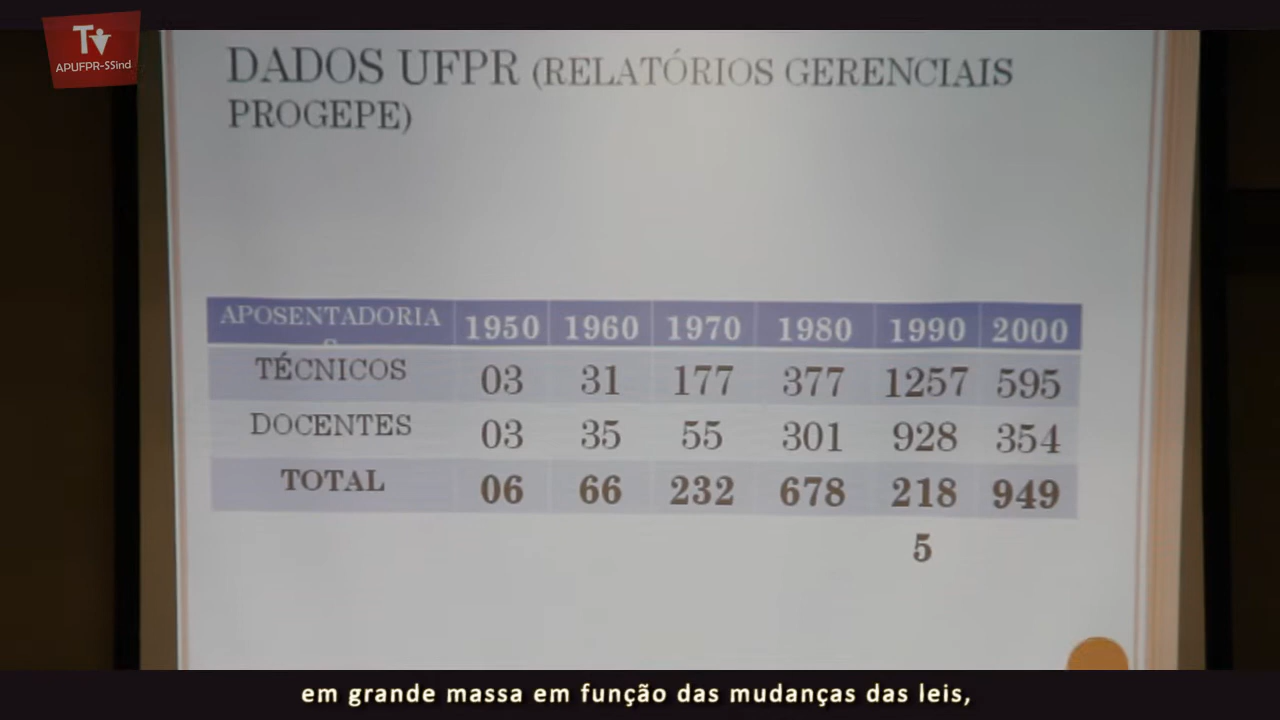 TV
APUFPR-SSind
DADOS UFPR (RELATÓRIOS GERENCIAIS
PROGEPE)
APOSENTADORIA 1950 1960 1970 1980 1990 2000
TÉCNICOS 03 31 177 377 1257 595
DOCENTES 03 35 55 301 928 354
TOTAL 06 66 232 678 218 949
5
em grande massa em função das mudanças das leis,